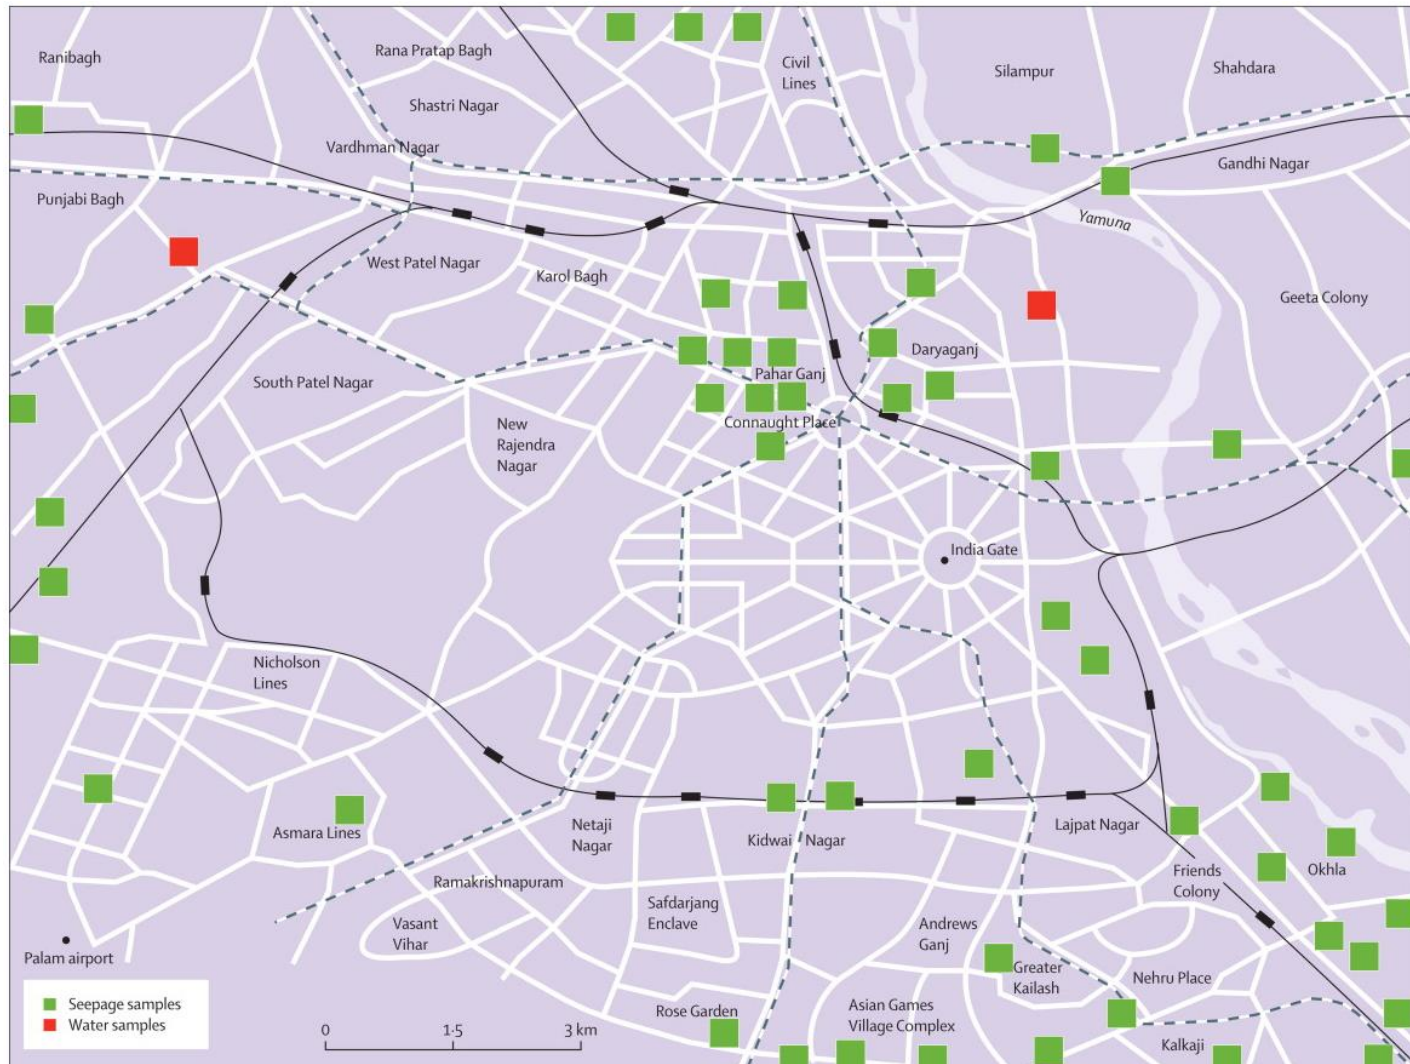 Ranibagh
Rana Pratap Bagh
Civil
Lines
Silampur
Shahdara
Shastri Nagar
Vardhman Nagar
Gandhi Nagar
Punjabi Bagh
Yamuna
West Patel Nagar
Karol Bagh
Geeta Colony
Daryaganj
South Patel Nagar
Pahar Ganj
New
Rajendra
Nagar
Connaught Place
India Gate
Nicholson
Lines
Asmara Lines
Netaji
Nagar
Kidwai Nagar
Lajpat Nagar
Friends
Colony
Okhla
Ramakrishnapuram
Safdarjang
Enclave
Vasant
Vihar
Andrews
Ganj
Palam airport
Greater
Kailash
Nehru Place
Rose Garden
Asian Games
Village Complex
Kalkaji
Seepage samples
Water samples
0 1·5 3 km